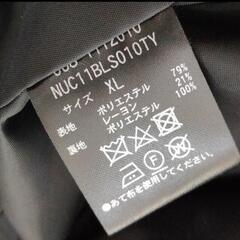 NUC11BLS010TY
サイズ XL
表地 ポリエステル 79%
レーヨン 21%
裏地 ポリエステル 100%
●あて布を使用してください。